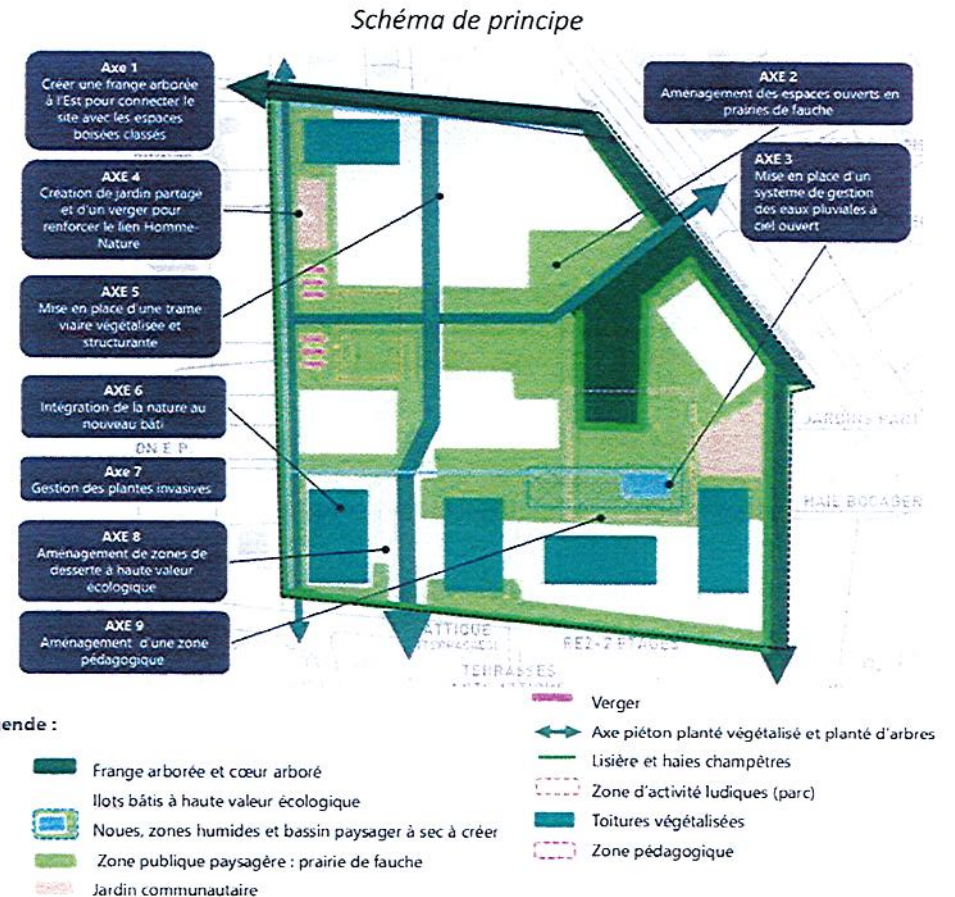 Schéma de principe
Axe 1
Créer une frange arborée
à l'Est pour connecter le
site avec les espaces
boisées classés
AXE 2
Aménagement des espaces ouverts en
prairies de fauche
AXE 3
Mise en place d'un
système de gestion
des eaux pluviales à
ciel ouvert
AXE 4
Création de jardin partagé
et d'un verger pour
renforcer le lien Homme-
Nature
AXE 5
Mise en place d'une trame
viaire végétalisée et
structurante
AXE 6
Intégration de la nature au
nouveau bâti
DN E.P.
Axe 7
Gestion des plantes invasives
AXE 8
Aménagement de zones de
desserte à haute valeur
écologique
AXE 9
Aménagement d'une zone
pédagogique
JARDINS PART
MAIL BOCAGER
ATTIQUE
TERRASSES
ende :
Frange arborée et cœur arboré
Ilots bâtis à haute valeur écologique
Noues, zones humides et bassin paysager à sec à créer
Zone publique paysagère : prairie de fauche
Jardin communautaire
Verger
Axe piéton planté végétalisé et planté d'arbres
Lisière et haies champêtres
Zone d'activité ludiques (parc)
Toitures végétalisées
Zone pédagogique